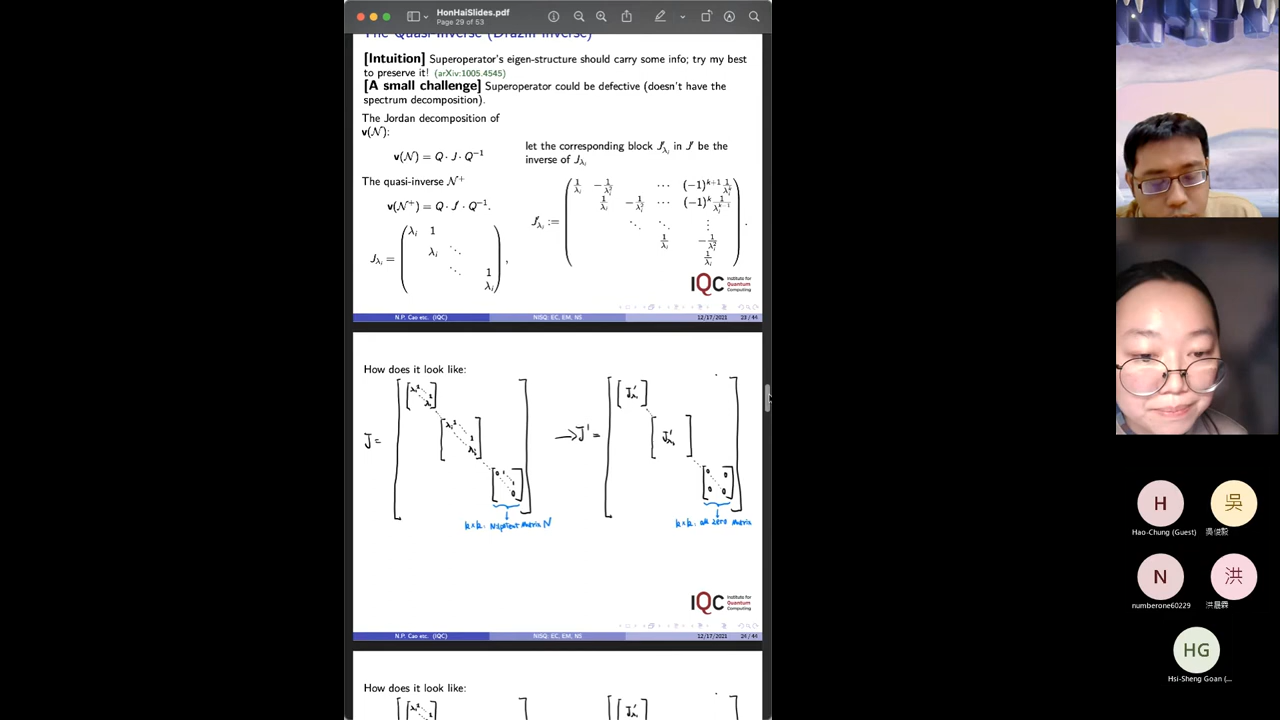 HonHaiSlides.pdf
Page 29 of 53
The Quasi-Inverse (Drazin Inverse)
[Intuition] Superoperator's eigen-structure should carry some info; try my best
to preserve it! (arXiv:1005.4545)
[A small challenge] Superoperator could be defective (doesn't have the
spectrum decomposition).
The Jordan decomposition of
v(𝒩):
v(𝒩) = Q · J · Q⁻¹
The quasi-inverse 𝒩⁺
v(𝒩⁺) = Q · J′ · Q⁻¹.
let the corresponding block J′λᵢ in J′ be the
inverse of Jλᵢ
IQC Institute for
Quantum
Computing
N.P. Cao etc. (IQC) NISQ: EC, EM, NS 12/17/2021 23/44
How does it look like:
J =
→J' =
k×k: Nilpotent Matrix N
k×k: all zero matrix
IQC Institute for
Quantum
Computing
N.P. Cao etc. (IQC) NISQ: EC, EM, NS 12/17/2021 24/44
How does it look like:
H
吳
Hao-Chung (Guest)
N
洪
numberone60229
HG
Hsi-Sheng Goan (...